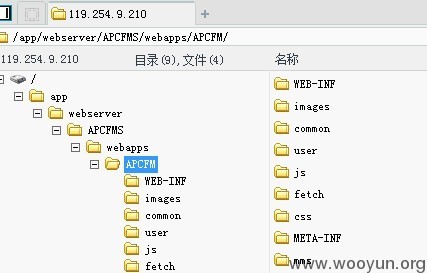 119.254.9.210
/app/webserver/APCFMS/webapps/APCFM/
119.254.9.210
目录(9),文件(4)
名称
/
app
webserver
APCFMS
webapps
APCFM
WEB-INF
images
common
user
js
fetch
WEB-INF
images
common
user
js
fetch
css
META-INF
mms
www.wooyun.org